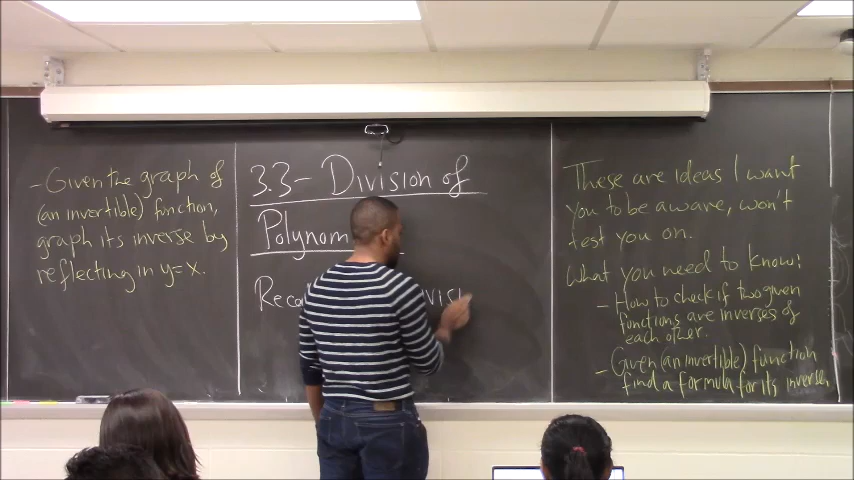 - Given the graph of
(an invertible) function,
graph its inverse by
reflecting in y=x.
3.3- Division of
Polynom
Reca visi
These are ideas I want
you to be aware, won't
test you on.
What you need to know:
- How to check if two given
functions are inverses of
each other.
- Given (an invertible) function
find a formula for its inverse.